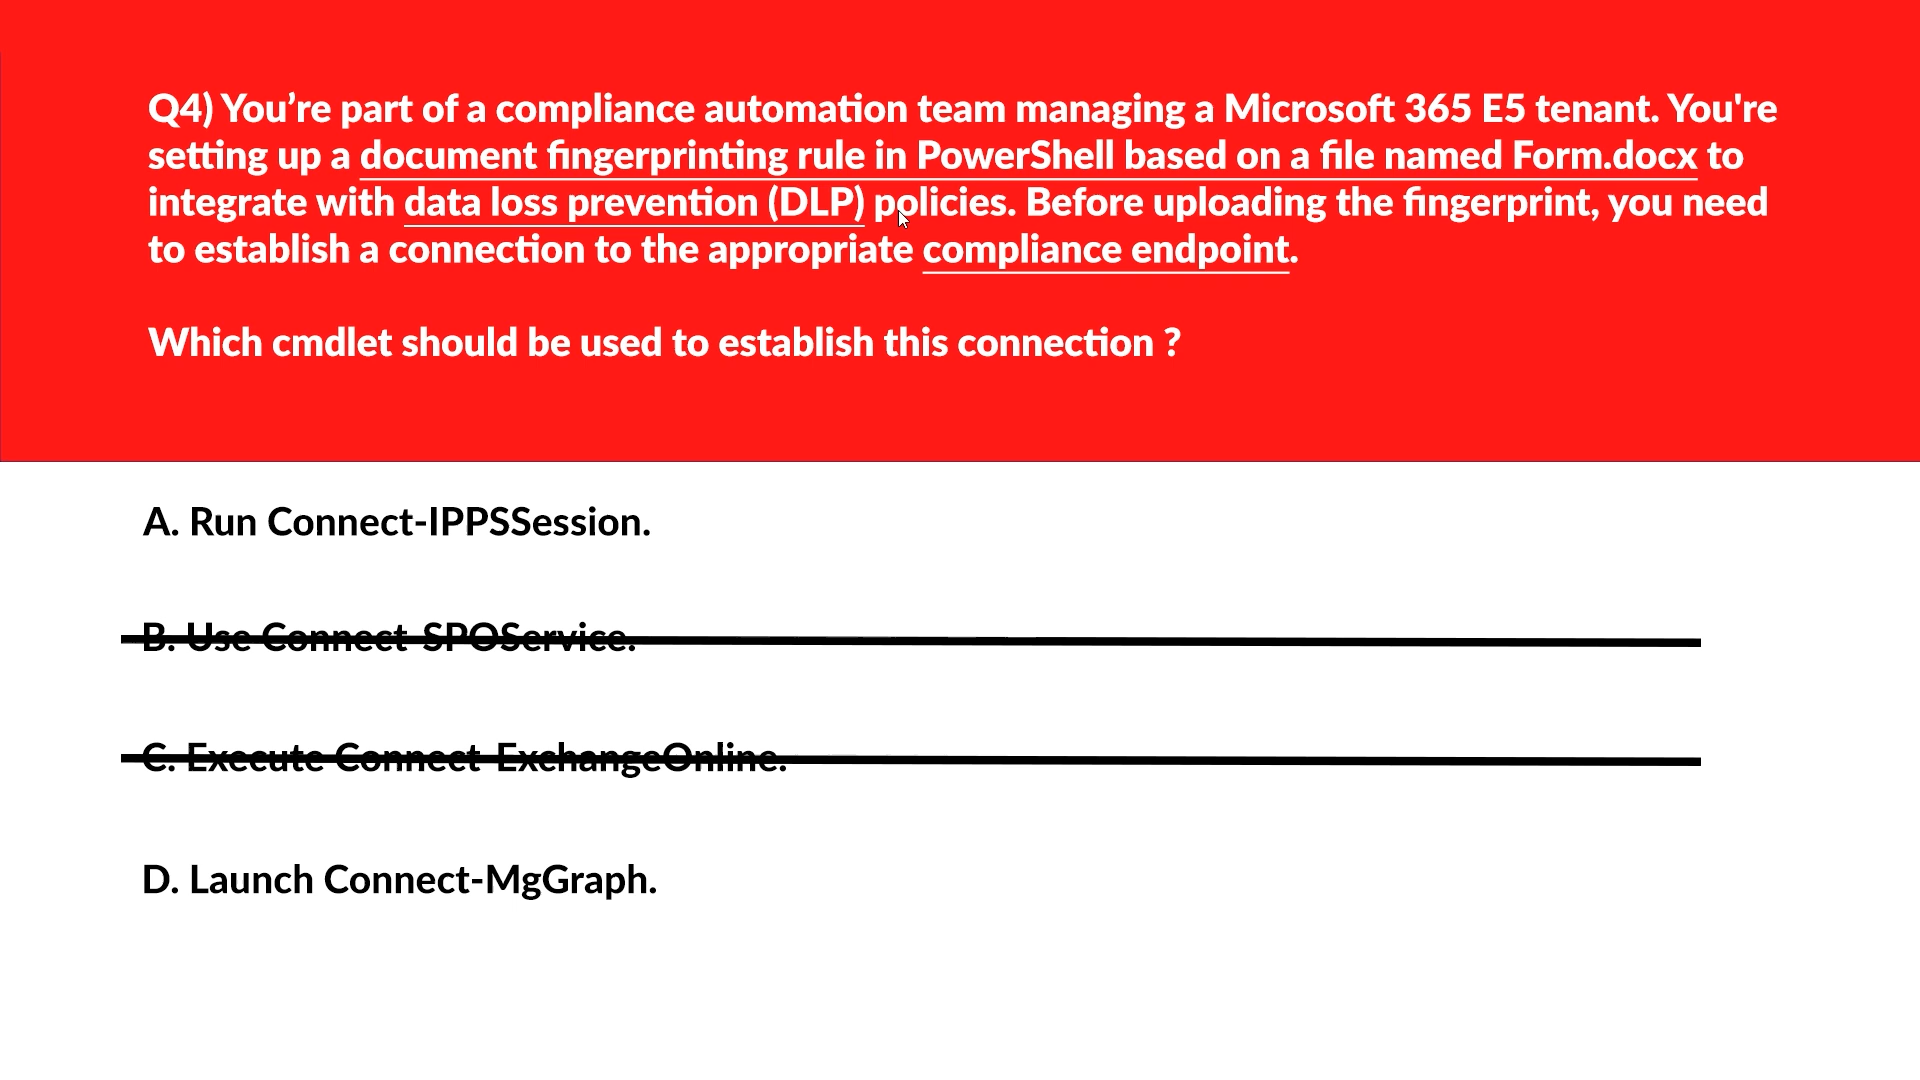 Q4) You’re part of a compliance automation team managing a Microsoft 365 E5 tenant. You're
setting up a document fingerprinting rule in PowerShell based on a file named Form.docx to
integrate with data loss prevention (DLP) policies. Before uploading the fingerprint, you need
to establish a connection to the appropriate compliance endpoint.
Which cmdlet should be used to establish this connection ?
A. Run Connect-IPPSSession.
B. Use Connect-SPOService.
C. Execute Connect-ExchangeOnline.
D. Launch Connect-MgGraph.